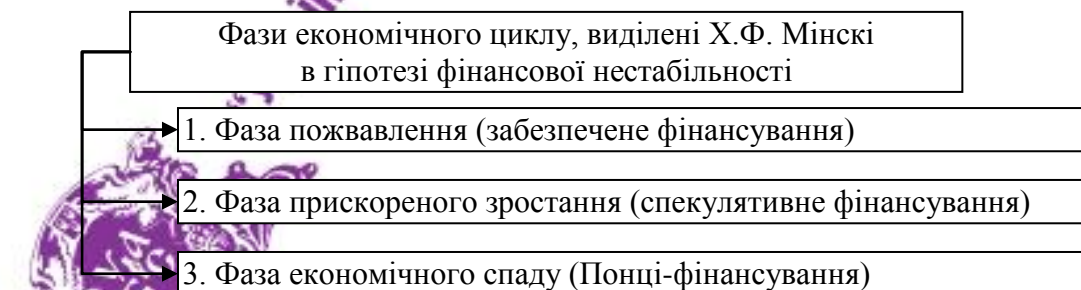 Фази економічного циклу, виділені Х.Ф. Мінскі
в гіпотезі фінансової нестабільності
1. Фаза пожвавлення (забезпечене фінансування)
2. Фаза прискореного зростання (спекулятивне фінансування)
3. Фаза економічного спаду (Понці-фінансування)